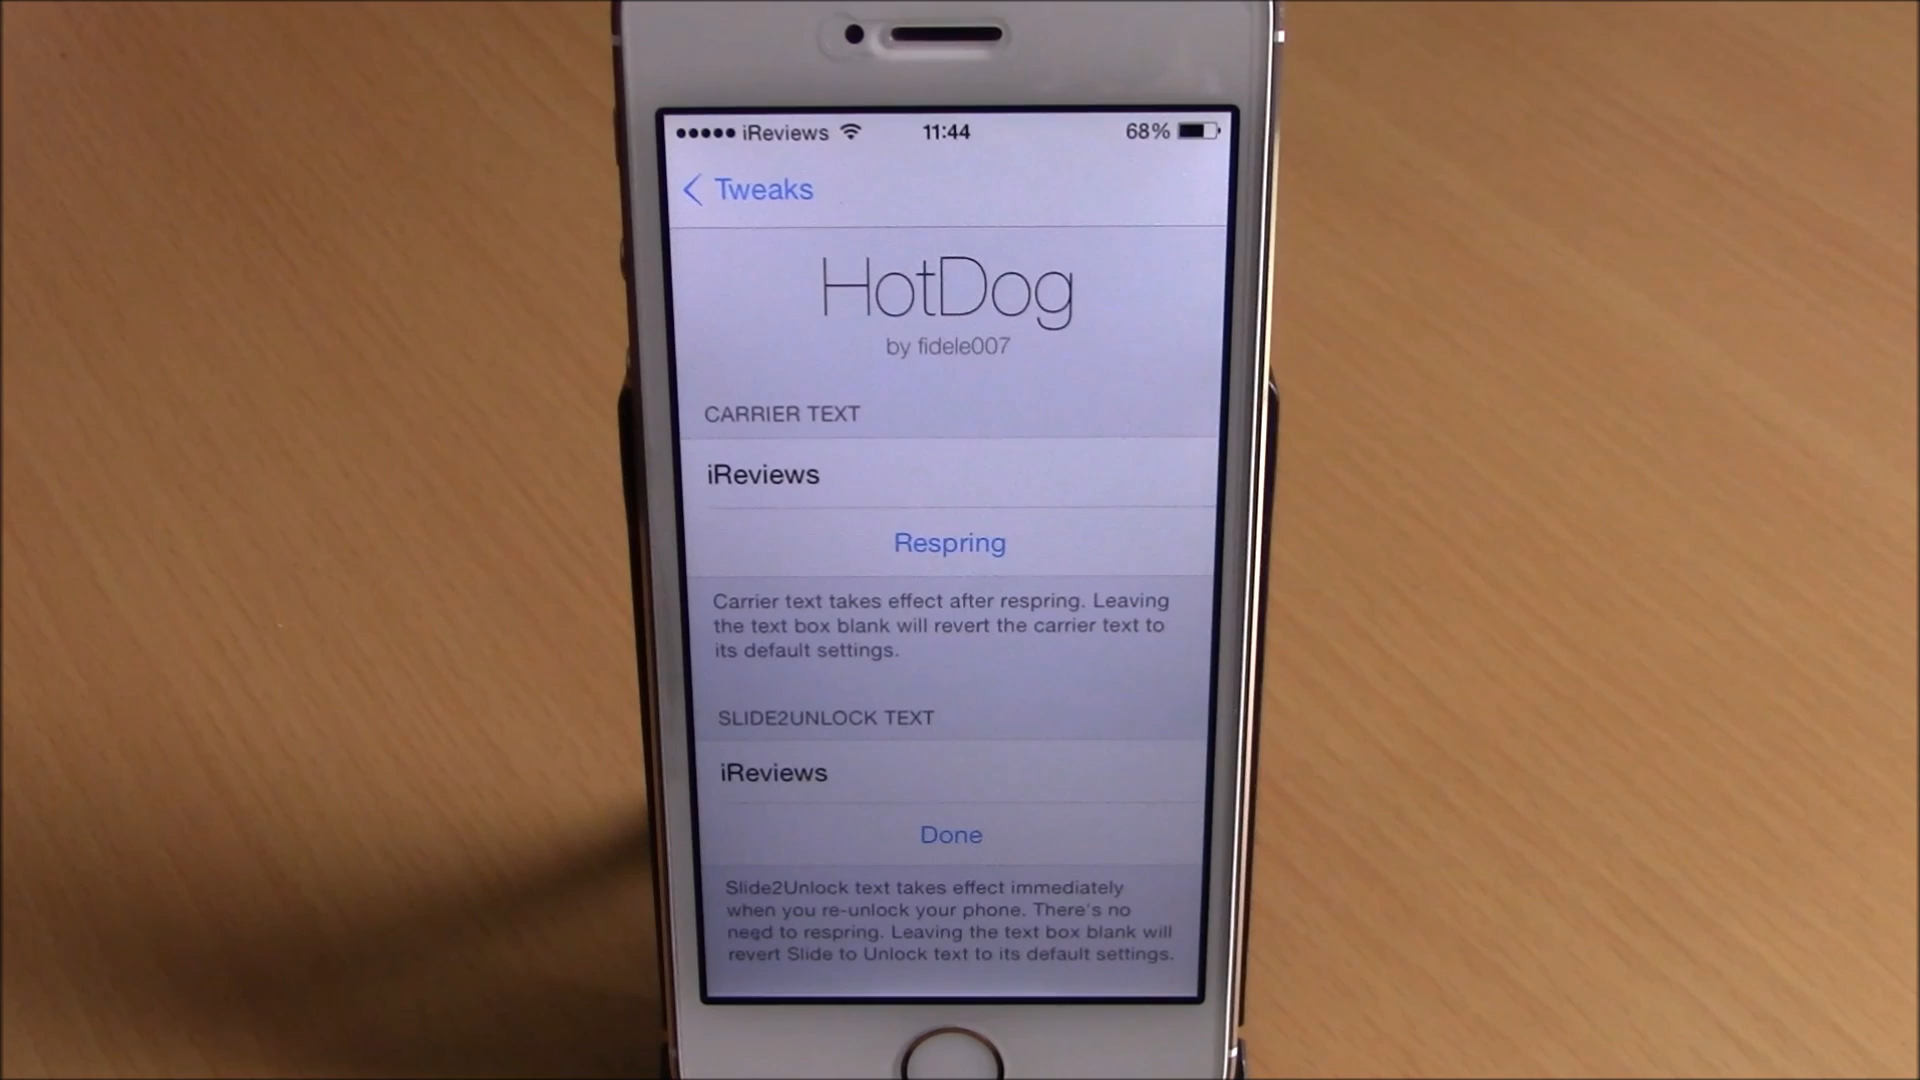 iReviews 11:44 68%
Tweaks
HotDog
by fidele007
CARRIER TEXT
iReviews
Respring
Carrier text takes effect after respring. Leaving
the text box blank will revert the carrier text to
its default settings.
SLIDE2UNLOCK TEXT
iReviews
Done
Slide2Unlock text takes effect immediately
when you re-unlock your phone. There's no
need to respring. Leaving the text box blank will
revert Slide to Unlock text to its default settings.